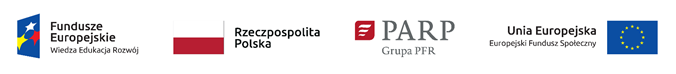 Fundusze
Europejskie
Wiedza Edukacja Rozwój
Rzeczpospolita
Polska
PARP
Grupa PFR
Unia Europejska
Europejski Fundusz Społeczny